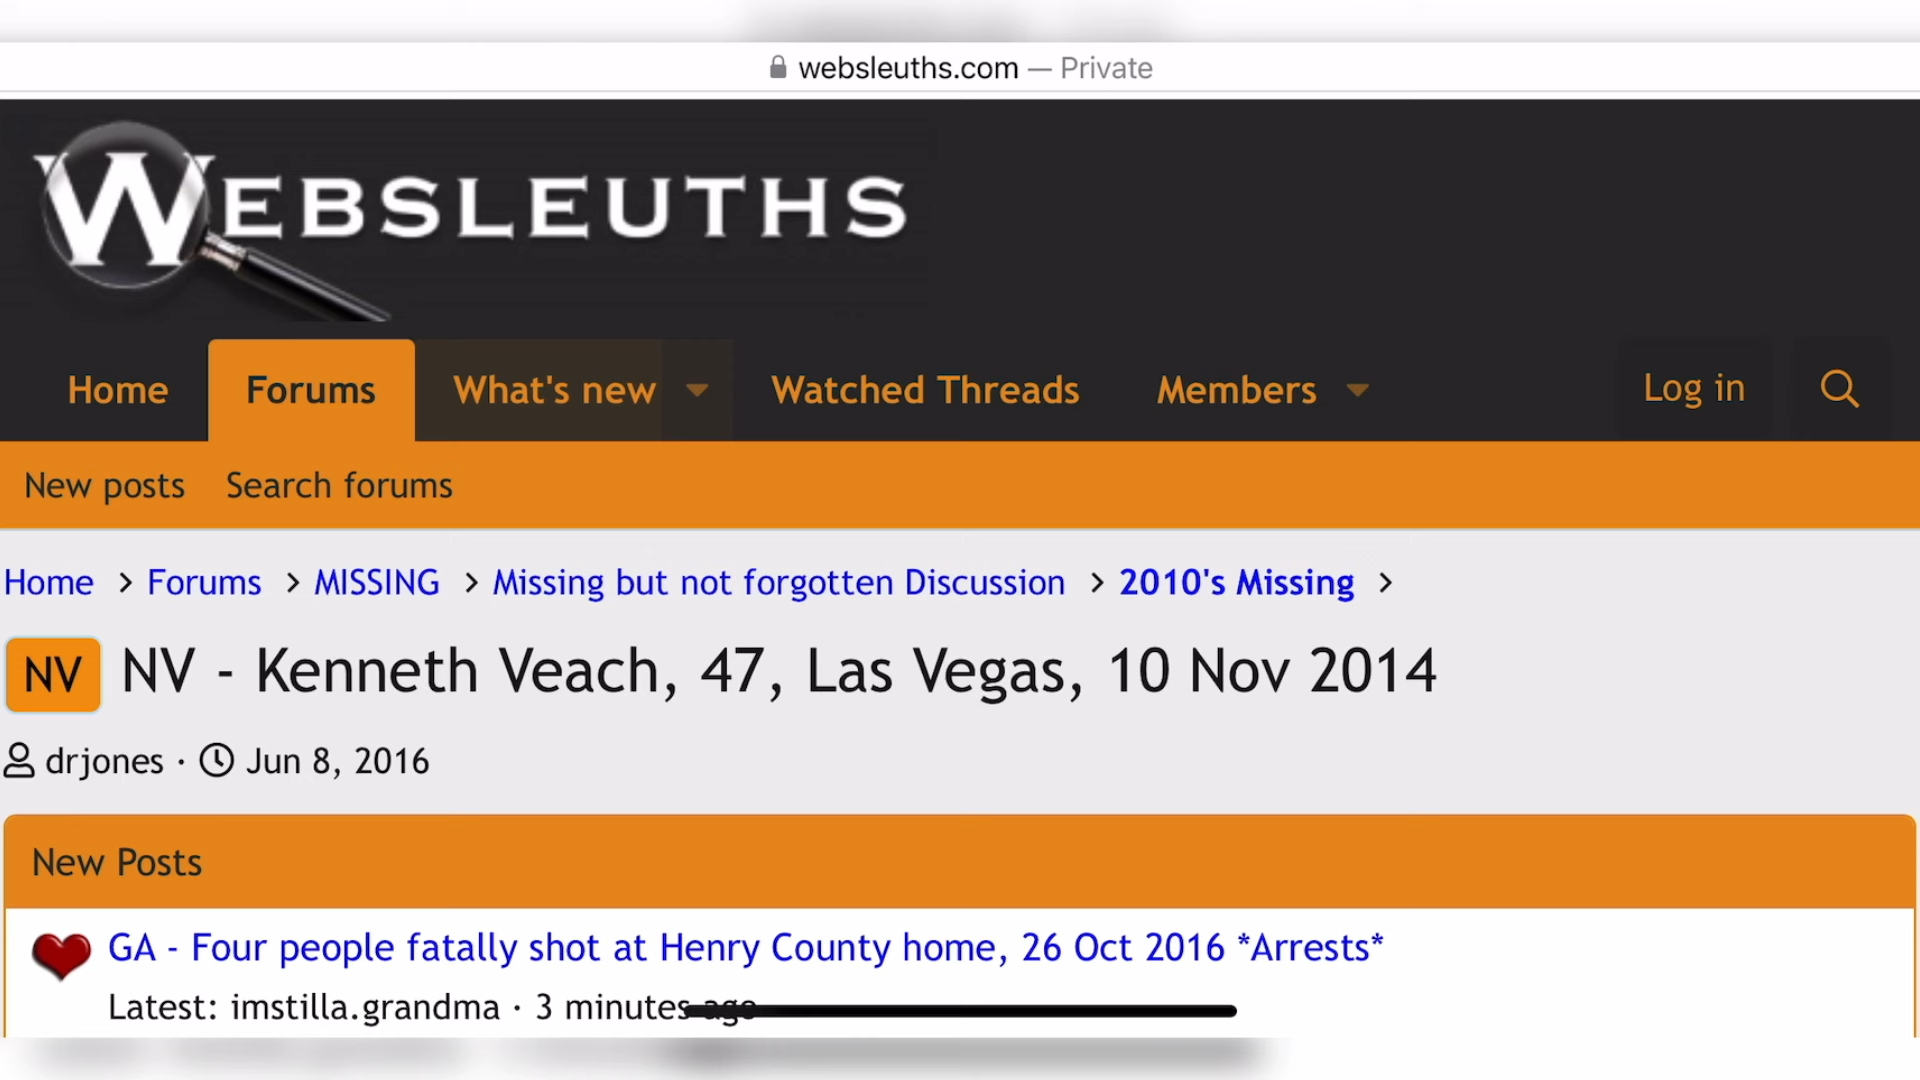 websleuths.com — Private
WEBSLEUTHS
Home Forums What's new Watched Threads Members Log in
New posts Search forums
Home > Forums > MISSING > Missing but not forgotten Discussion > 2010's Missing >
NV NV - Kenneth Veach, 47, Las Vegas, 10 Nov 2014
drjones · Jun 8, 2016
New Posts
GA - Four people fatally shot at Henry County home, 26 Oct 2016 *Arrests*
Latest: imstilla.grandma · 3 minutes ago